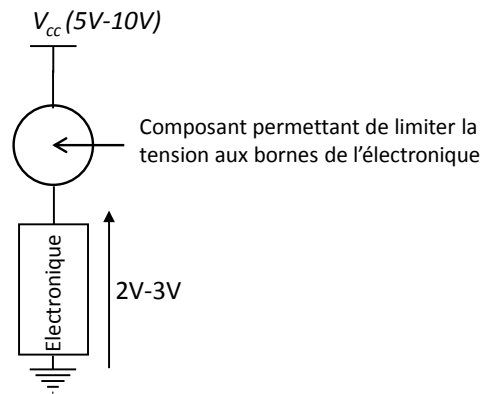 Vcc (5V-10V)
Composant permettant de limiter la
tension aux bornes de l'électronique
Electronique
2V-3V